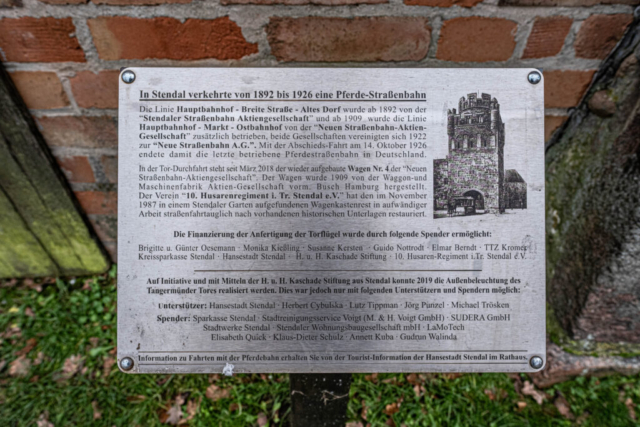 In Stendal verkehrte von 1892 bis 1926 eine Pferde-Straßenbahn
Die Linie Hauptbahnhof - Breite Straße - Altes Dorf wurde ab 1892 von der
"Stendaler Straßenbahn Aktiengesellschaft" und ab 1909 wurde die Linie
Hauptbahnhof - Markt - Ostbahnhof von der "Neuen Straßenbahn-Aktien-
Gesellschaft" zusätzlich betrieben, beide Gesellschaften vereinigten sich 1922
zur "Neue Straßenbahn A.G.". Mit der Abschieds-Fahrt am 14. Oktober 1926
endete damit die letzte betriebene Pferdestraßenbahn in Deutschland.
In der Tor-Durchfahrt steht seit März 2018 der wieder aufgebaute Wagen Nr. 4 der "Neuen
Straßenbahn-Aktiengesellschaft". Der Wagen wurde 1909 von der Waggon-und
Maschinenfabrik Aktien-Gesellschaft vorm. Busch Hamburg hergestellt.
Der Verein "10. Husarenregiment i. Tr. Stendal e.V." hat den im November
1987 in einem Stendaler Garten aufgefundenen Wagenkastenrest in aufwändiger
Arbeit straßenfahrtauglich nach vorhandenen historischen Unterlagen restauriert.
Die Finanzierung der Anfertigung der Torflügel wurde durch folgende Spender ermöglicht:
Brigitte u. Günter Oesemann · Monika Kießling · Susanne Kersten · Guido Nottrodt · Elmar Berndt · TTZ Kromer
Kreissparkasse Stendal · Hansestadt Stendal · H. u. H. Kaschade Stiftung · 10. Husaren-Regiment i.Tr. Stendal e.V.
Auf Initiative und mit Mitteln der H. u. H. Kaschade Stiftung aus Stendal konnte 2019 die Außenbeleuchtung des
Tangermünder Tores realisiert werden. Dies war jedoch nur mit folgenden Unterstützern und Spendern möglich:
Unterstützer: Hansestadt Stendal · Herbert Cybulska · Lutz Tippman · Jörg Punzel · Michael Trösken
Spender: Sparkasse Stendal · Stadtreinigungsservice Voigt (M. & H. Voigt GmbH) · SUDERA GmbH
Stadtwerke Stendal · Stendaler Wohnungsbaugesellschaft mbH · LaMoTech
Elisabeth Quick · Klaus-Dieter Schulz · Annett Kuba · Gudrun Walinda
Information zu Fahrten mit der Pferdebahn erhalten Sie von der Tourist-Information der Hansestadt Stendal im Rathaus.